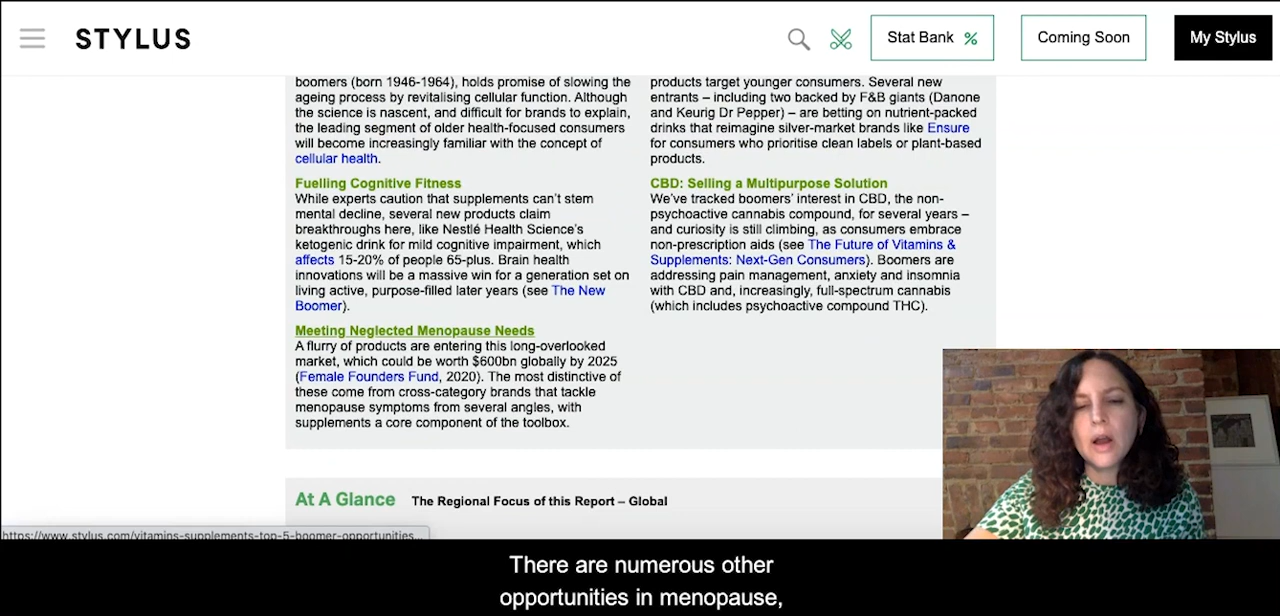 STYLUS
Stat Bank %
Coming Soon
My Stylus
boomers (born 1946-1964), holds promise of slowing the
ageing process by revitalising cellular function. Although
the science is nascent, and difficult for brands to explain,
the leading segment of older health-focused consumers
will become increasingly familiar with the concept of
cellular health.
Fuelling Cognitive Fitness
While experts caution that supplements can’t stem
mental decline, several new products claim
breakthroughs here, like Nestlé Health Science’s
ketogenic drink for mild cognitive impairment, which
affects 15-20% of people 65-plus. Brain health
innovations will be a massive win for a generation set on
living active, purpose-filled later years (see The New
Boomer).
Meeting Neglected Menopause Needs
A flurry of products are entering this long-overlooked
market, which could be worth $600bn globally by 2025
(Female Founders Fund, 2020). The most distinctive of
these come from cross-category brands that tackle
menopause symptoms from several angles, with
supplements a core component of the toolbox.
products target younger consumers. Several new
entrants – including two backed by F&B giants (Danone
and Keurig Dr Pepper) – are betting on nutrient-packed
drinks that reimagine silver-market brands like Ensure
for consumers who prioritise clean labels or plant-based
products.
CBD: Selling a Multipurpose Solution
We’ve tracked boomers’ interest in CBD, the non-
psychoactive cannabis compound, for several years –
and curiosity is still climbing, as consumers embrace
non-prescription aids (see The Future of Vitamins &
Supplements: Next-Gen Consumers). Boomers are
addressing pain management, anxiety and insomnia
with CBD and, increasingly, full-spectrum cannabis
(which includes psychoactive compound THC).
At A Glance The Regional Focus of this Report – Global
https://www.stylus.com/vitamins-supplements-top-5-boomer-opportunities...
There are numerous other
opportunities in menopause,